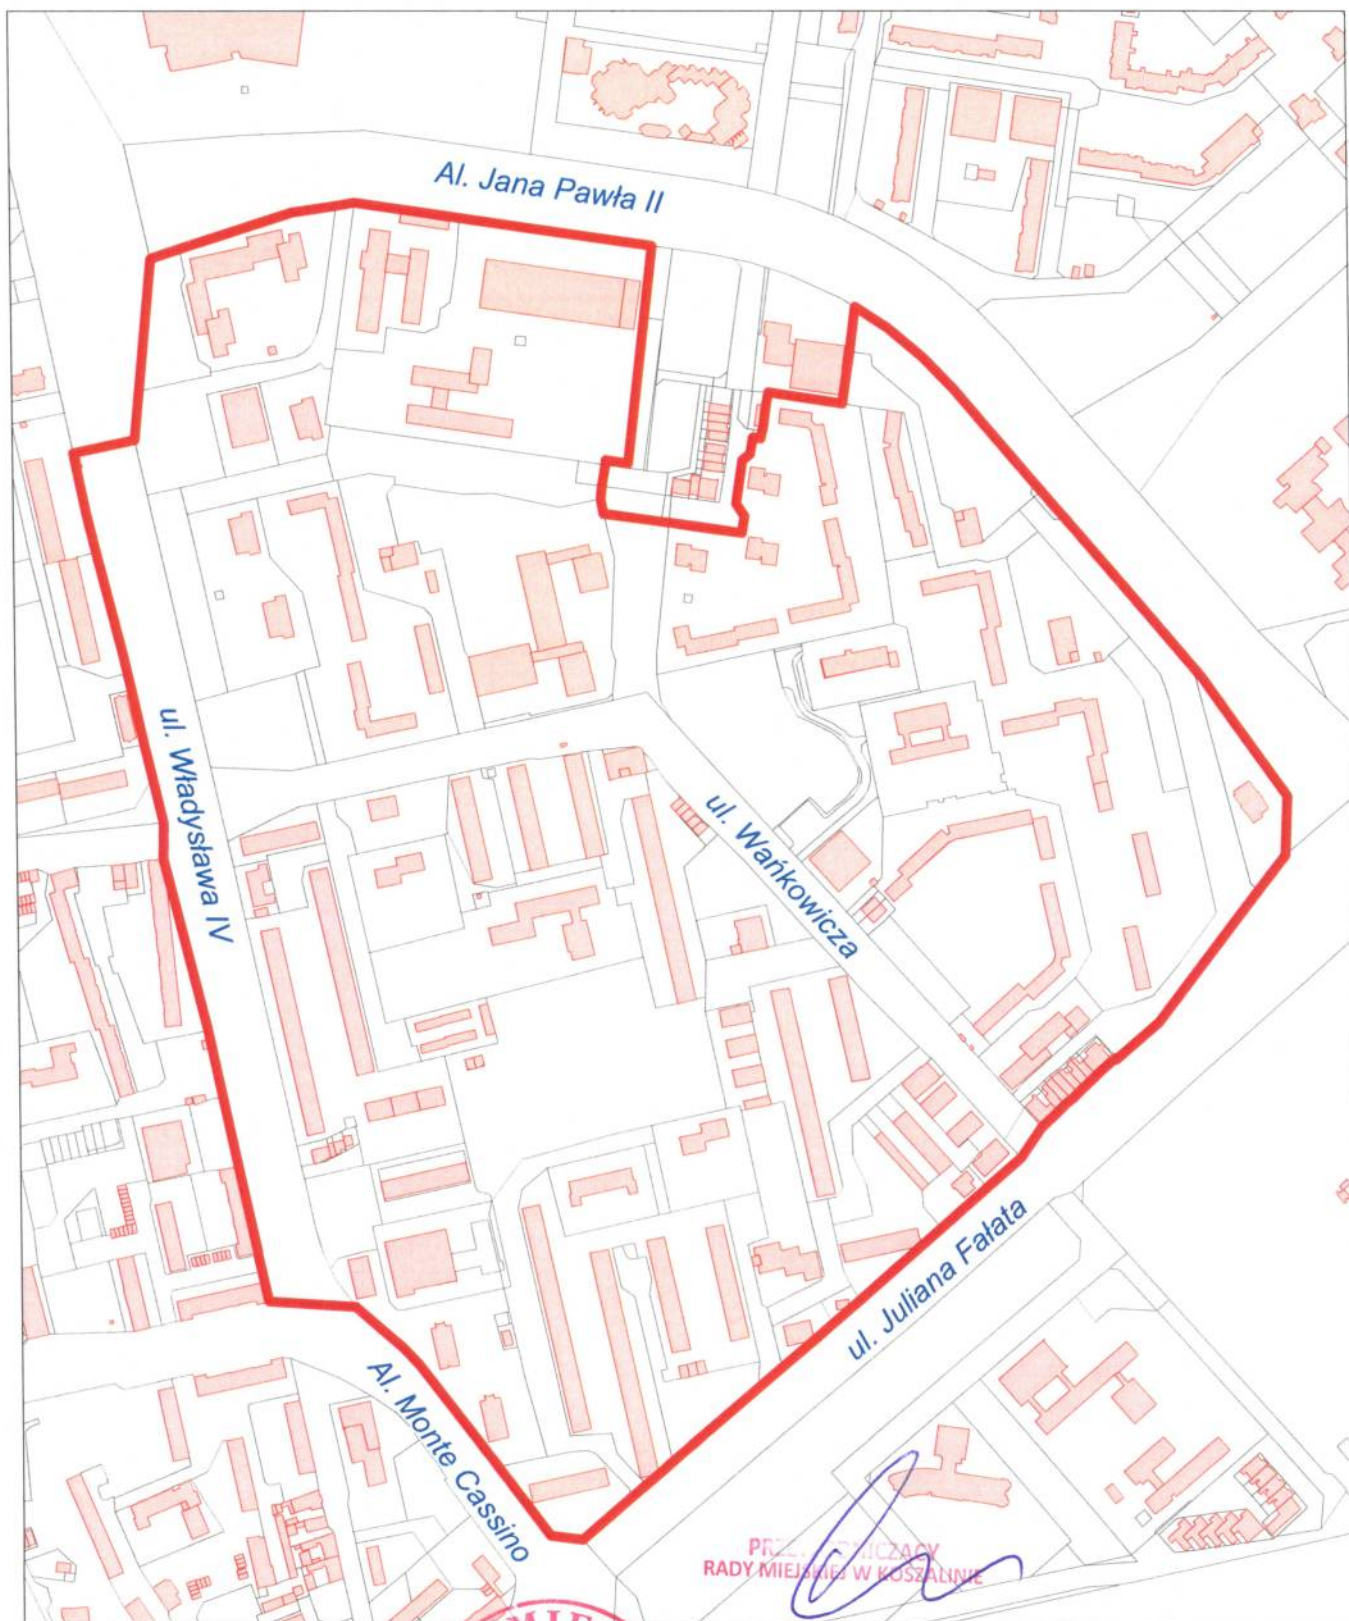 Al. Jana Pawła II
ul. Władysława IV
ul. Wańkowicza
ul. Juliana Fałata
Al. Monte Cassino
RADY MIEJSKIEJ W KOSZALINIE